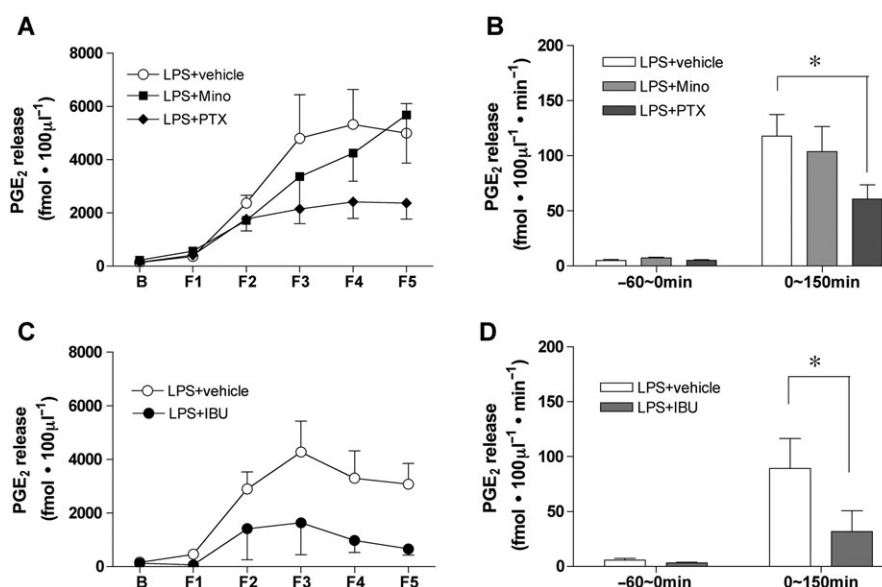 A
PGE₂ release
(fmol • 100µl⁻¹)
8000
6000
4000
2000
0
LPS+vehicle
LPS+Mino
LPS+PTX
B F1 F2 F3 F4 F5
B
PGE₂ release
(fmol • 100µl⁻¹ • min⁻¹)
200
150
100
50
0
LPS+vehicle
LPS+Mino
LPS+PTX
*
−60~0min 0~150min
C
PGE₂ release
(fmol • 100µl⁻¹)
8000
6000
4000
2000
0
LPS+vehicle
LPS+IBU
B F1 F2 F3 F4 F5
D
PGE₂ release
(fmol • 100µl⁻¹ • min⁻¹)
200
150
100
50
0
LPS+vehicle
LPS+IBU
*
−60~0min 0~150min